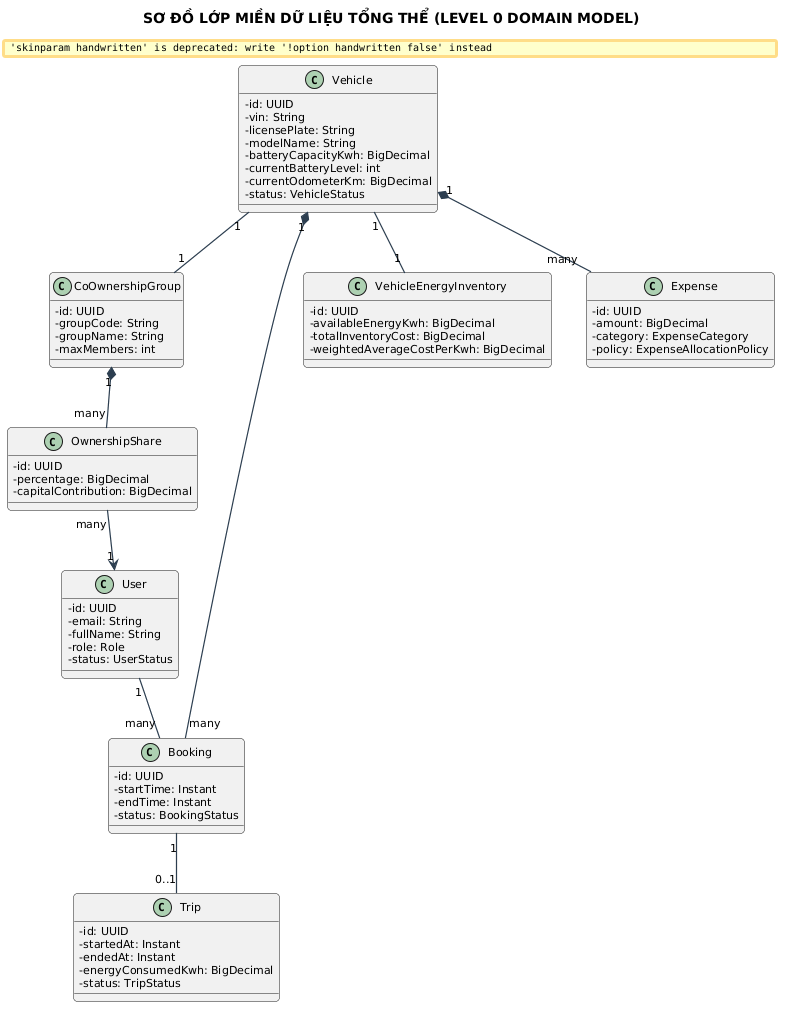 SƠ ĐỒ LỚP MIỀN DỮ LIỆU TỔNG THỂ (LEVEL 0 DOMAIN MODEL)
'skinparam handwritten' is deprecated: write '!option handwritten false' instead
C Vehicle
-id: UUID
-vin: String
-licensePlate: String
-modelName: String
-batteryCapacityKwh: BigDecimal
-currentBatteryLevel: int
-currentOdometerKm: BigDecimal
-status: VehicleStatus
1
1
1
1
1
1
many
C CoOwnershipGroup
-id: UUID
-groupCode: String
-groupName: String
-maxMembers: int
C VehicleEnergyInventory
-id: UUID
-availableEnergyKwh: BigDecimal
-totalInventoryCost: BigDecimal
-weightedAverageCostPerKwh: BigDecimal
C Expense
-id: UUID
-amount: BigDecimal
-category: ExpenseCategory
-policy: ExpenseAllocationPolicy
1
many
C OwnershipShare
-id: UUID
-percentage: BigDecimal
-capitalContribution: BigDecimal
many
1
C User
-id: UUID
-email: String
-fullName: String
-role: Role
-status: UserStatus
1
many
many
C Booking
-id: UUID
-startTime: Instant
-endTime: Instant
-status: BookingStatus
1
0..1
C Trip
-id: UUID
-startedAt: Instant
-endedAt: Instant
-energyConsumedKwh: BigDecimal
-status: TripStatus